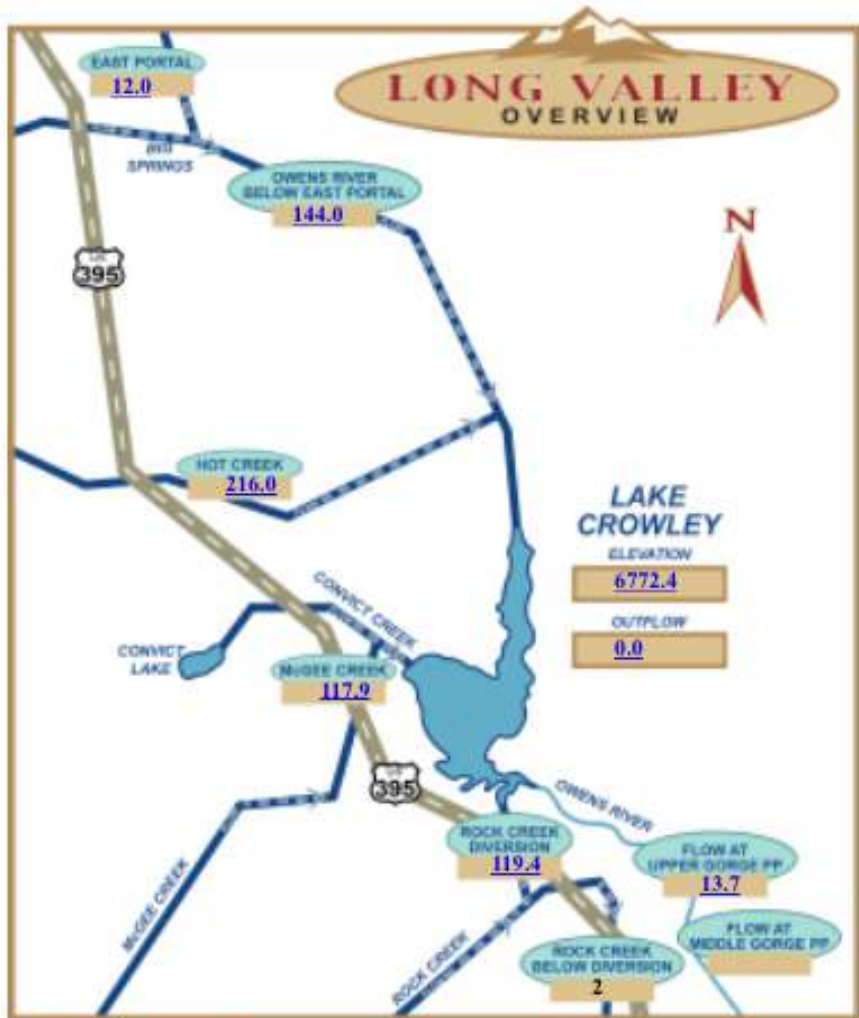 LONG VALLEY
OVERVIEW
EAST PORTAL
12.0
BIG
SPRINGS
OWENS RIVER
BELOW EAST PORTAL
144.0
N
US
395
HOT CREEK
216.0
LAKE
CROWLEY
ELEVATION
6772.4
OUTFLOW
0.0
CONVICT CREEK
CONVICT
LAKE
McGEE CREEK
117.9
US
395
OWENS RIVER
ROCK CREEK
DIVERSION
119.4
FLOW AT
UPPER GORGE PP
13.7
McGEE CREEK
ROCK CREEK
FLOW AT
MIDDLE GORGE PP
ROCK CREEK
BELOW DIVERSION
2